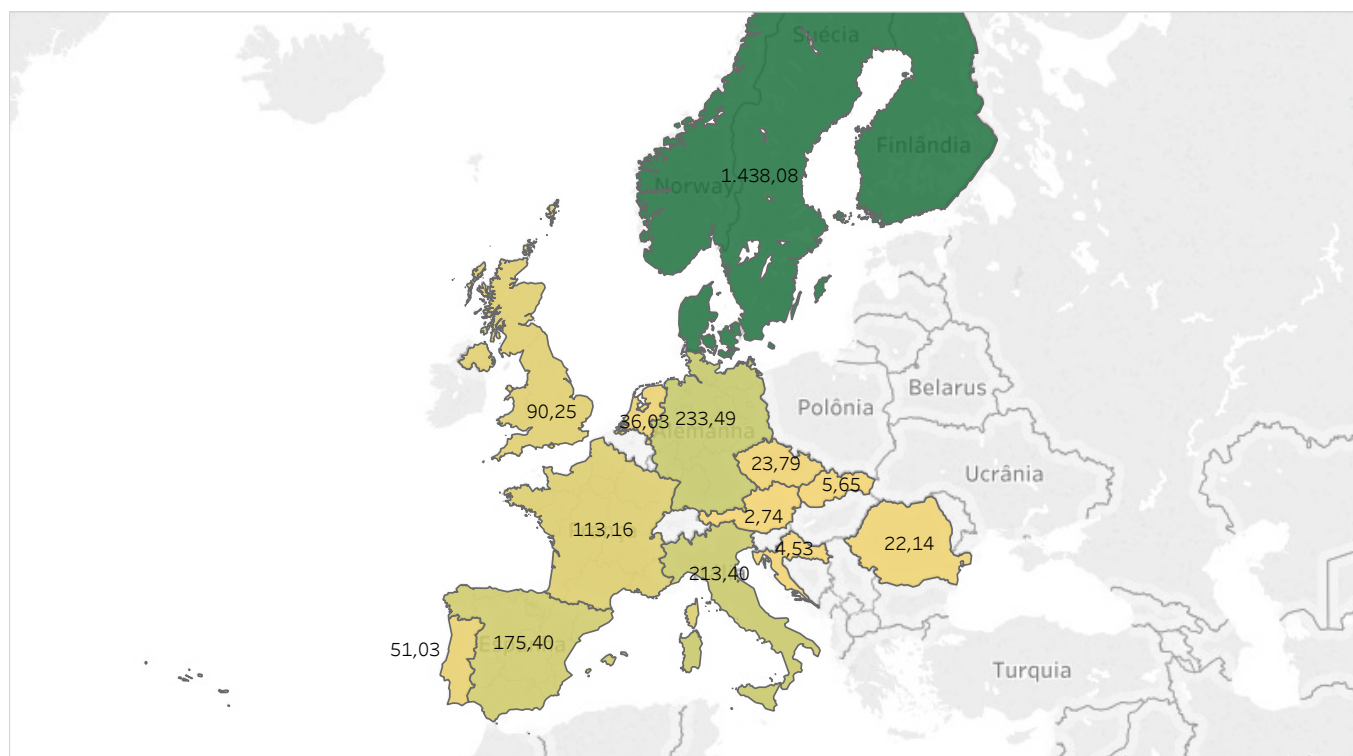 Suécia
Finlândia
1.438,08
Norway
Polônia
Belarus
90,25
36,03
233,49
Alemanha
23,79
Ucrânia
5,65
2,74
113,16
4,53
22,14
213,40
175,40
51,03
Turquia